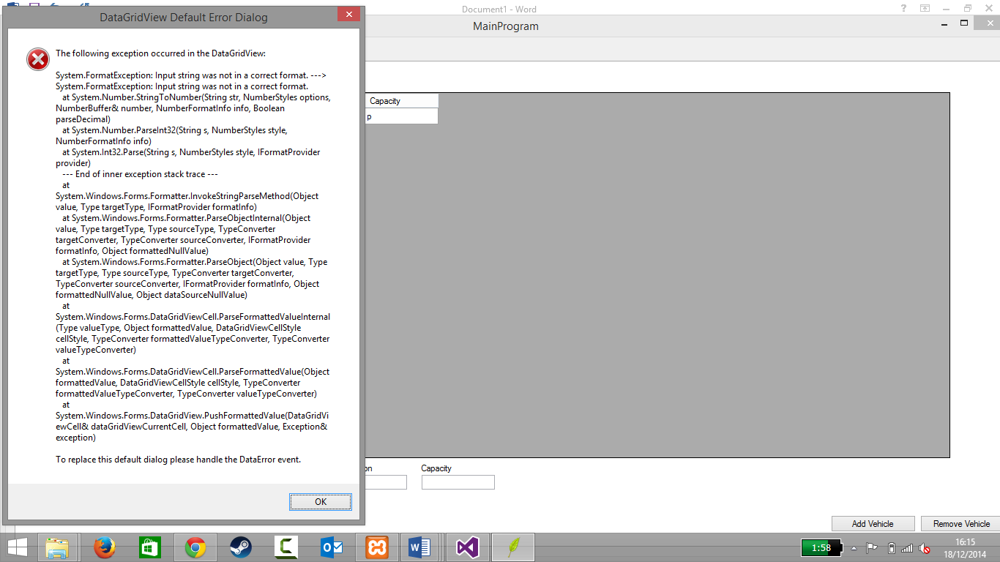 Document1 - Word
DataGridView Default Error Dialog
MainProgram
The following exception occurred in the DataGridView:
System.FormatException: Input string was not in a correct format. --->
System.FormatException: Input string was not in a correct format.
at System.Number.StringToNumber(String str, NumberStyles options,
NumberBuffer& number, NumberFormatInfo info, Boolean
parseDecimal)
at System.Number.ParseInt32(String s, NumberStyles style,
NumberFormatInfo info)
at System.Int32.Parse(String s, NumberStyles style, IFormatProvider
provider)
--- End of inner exception stack trace ---
at
System.Windows.Forms.Formatter.InvokeStringParseMethod(Object
value, Type targetType, IFormatProvider formatInfo)
at System.Windows.Forms.Formatter.ParseObjectInternal(Object
value, Type targetType, Type sourceType, TypeConverter
targetConverter, TypeConverter sourceConverter, IFormatProvider
formatInfo, Object formattedNullValue)
at System.Windows.Forms.Formatter.ParseObject(Object value, Type
targetType, Type sourceType, TypeConverter targetConverter,
TypeConverter sourceConverter, IFormatProvider formatInfo, Object
formattedNullValue, Object dataSourceNullValue)
at
System.Windows.Forms.DataGridViewCell.ParseFormattedValueInternal
(Type valueType, Object formattedValue, DataGridViewCellStyle
cellStyle, TypeConverter formattedValueTypeConverter, TypeConverter
valueTypeConverter)
at
System.Windows.Forms.DataGridViewCell.ParseFormattedValue(Object
formattedValue, DataGridViewCellStyle cellStyle, TypeConverter
formattedValueTypeConverter, TypeConverter valueTypeConverter)
at
System.Windows.Forms.DataGridView.PushFormattedValue(DataGridVi
ewCell& dataGridViewCurrentCell, Object formattedValue, Exception&
exception)
To replace this default dialog please handle the DataError event.
OK
Capacity
p
on
Capacity
Add Vehicle
Remove Vehicle
1:58
16:15
18/12/2014